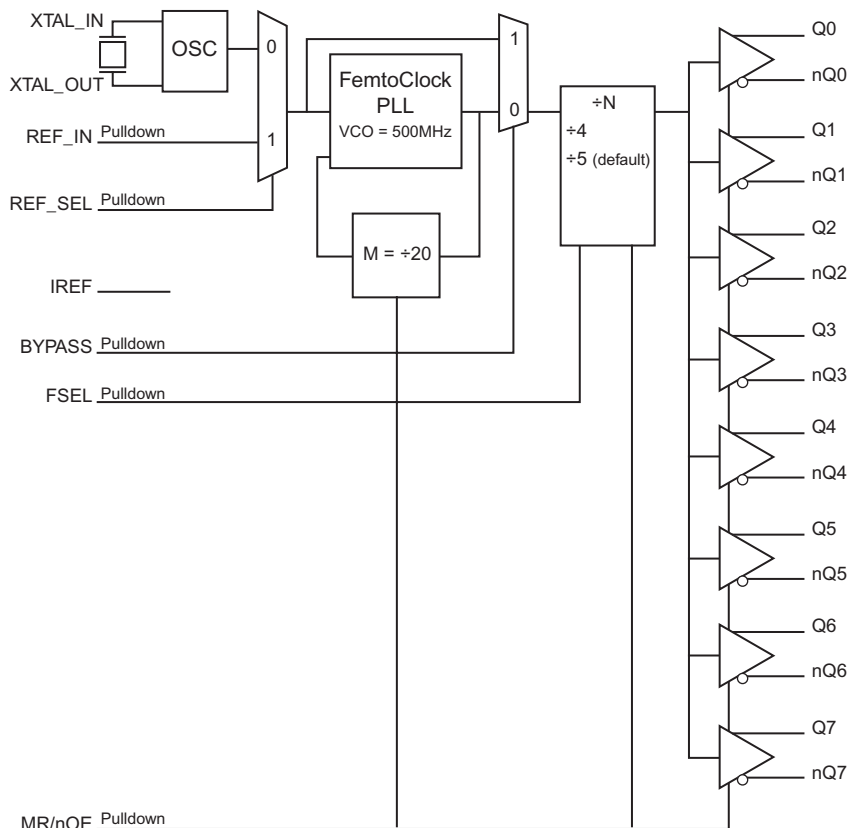 XTAL_IN
OSC
XTAL_OUT
0
1
REF_IN Pulldown
REF_SEL Pulldown
FemtoClock
PLL
VCO = 500MHz
1
0
M = ÷20
÷N
÷4
÷5 (default)
IREF
BYPASS Pulldown
FSEL Pulldown
MR/nOE Pulldown
Q0
nQ0
Q1
nQ1
Q2
nQ2
Q3
nQ3
Q4
nQ4
Q5
nQ5
Q6
nQ6
Q7
nQ7